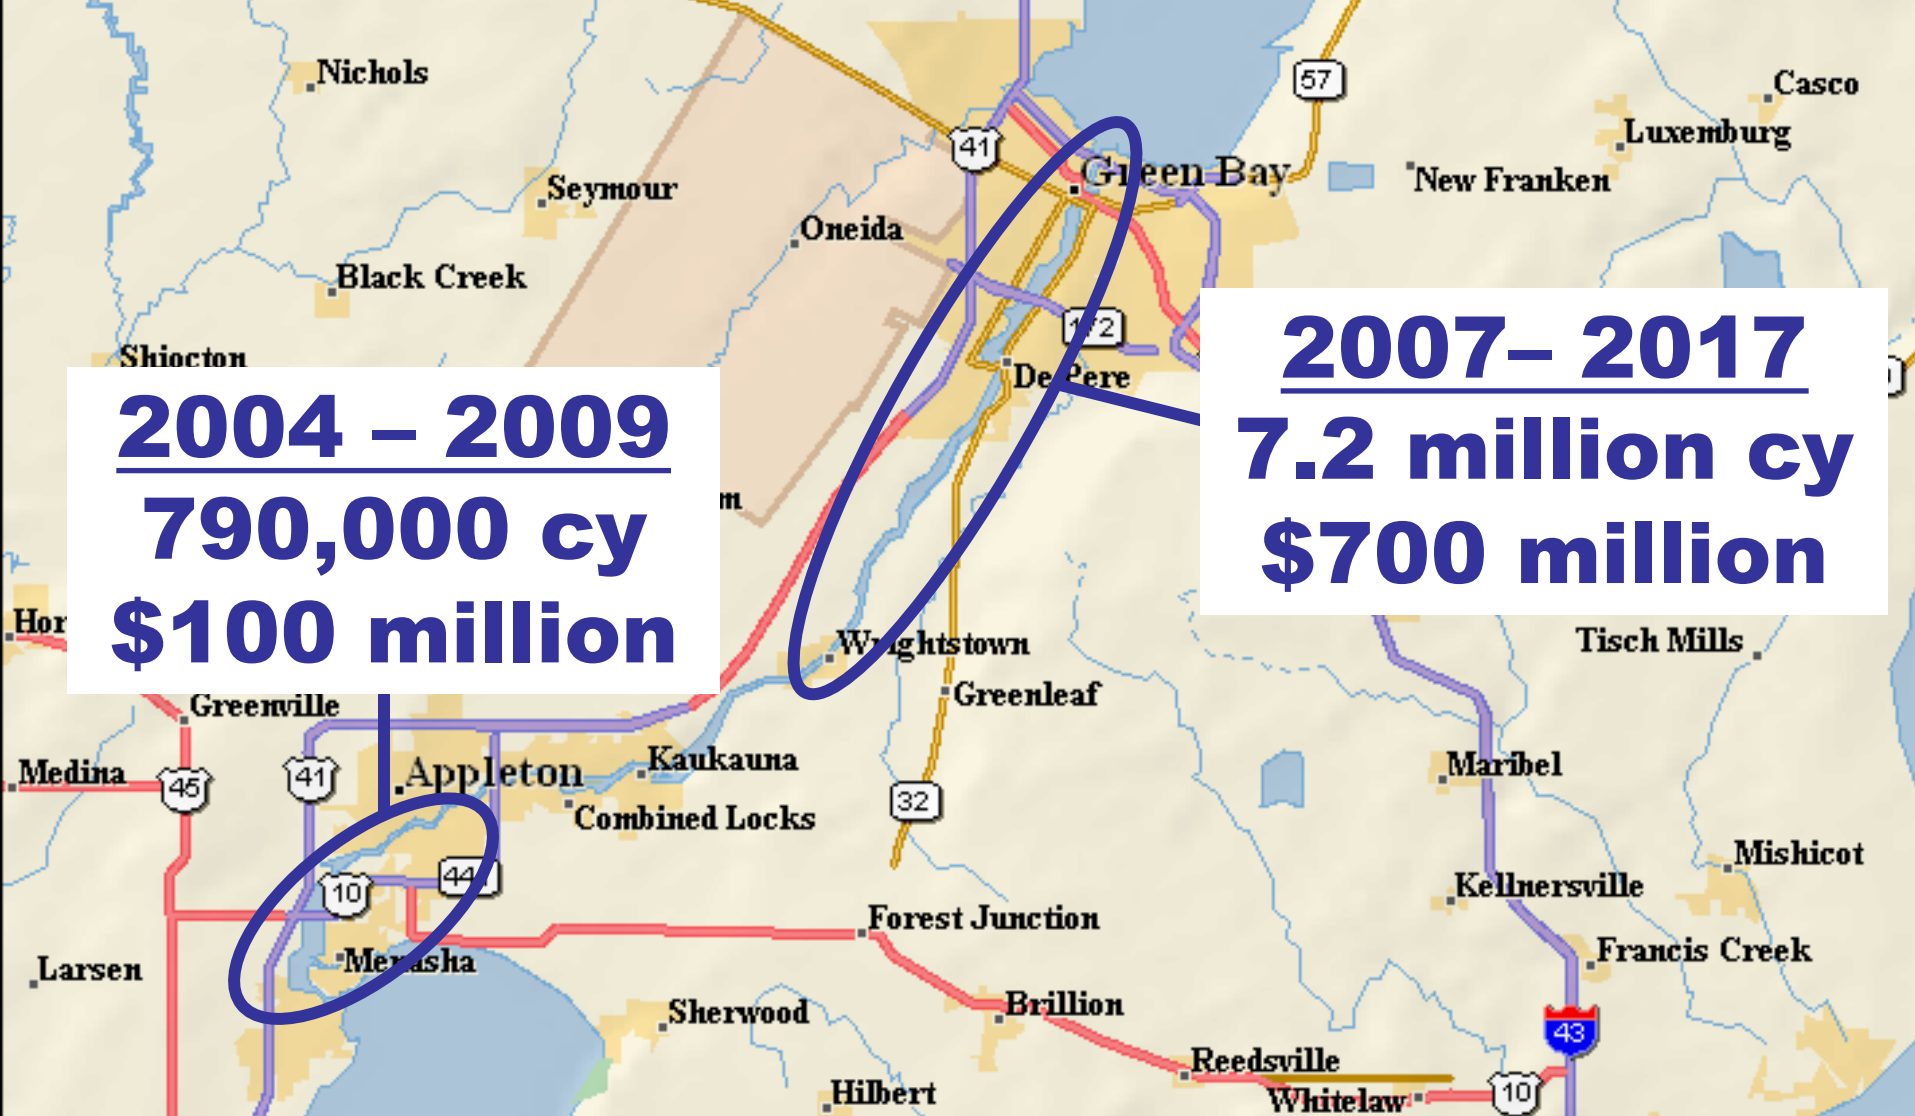 57
Nichols
Casco
41
Luxemburg
Green Bay
Seymour
New Franken
Oneida
Black Creek
172
Shiocton
De Pere
2007– 2017
7.2 million cy
$700 million
2004 – 2009
790,000 cy
$100 million
m
Hor
Wrightstown
Tisch Mills
Greenleaf
Greenville
Kaukauna
Maribel
Medina
45
41
Appleton
32
Combined Locks
Mishicot
10
441
Kellnersville
Forest Junction
Francis Creek
Menasha
Larsen
Sherwood
Brillion
43
Reedsville
Hilbert
Whitelaw
10